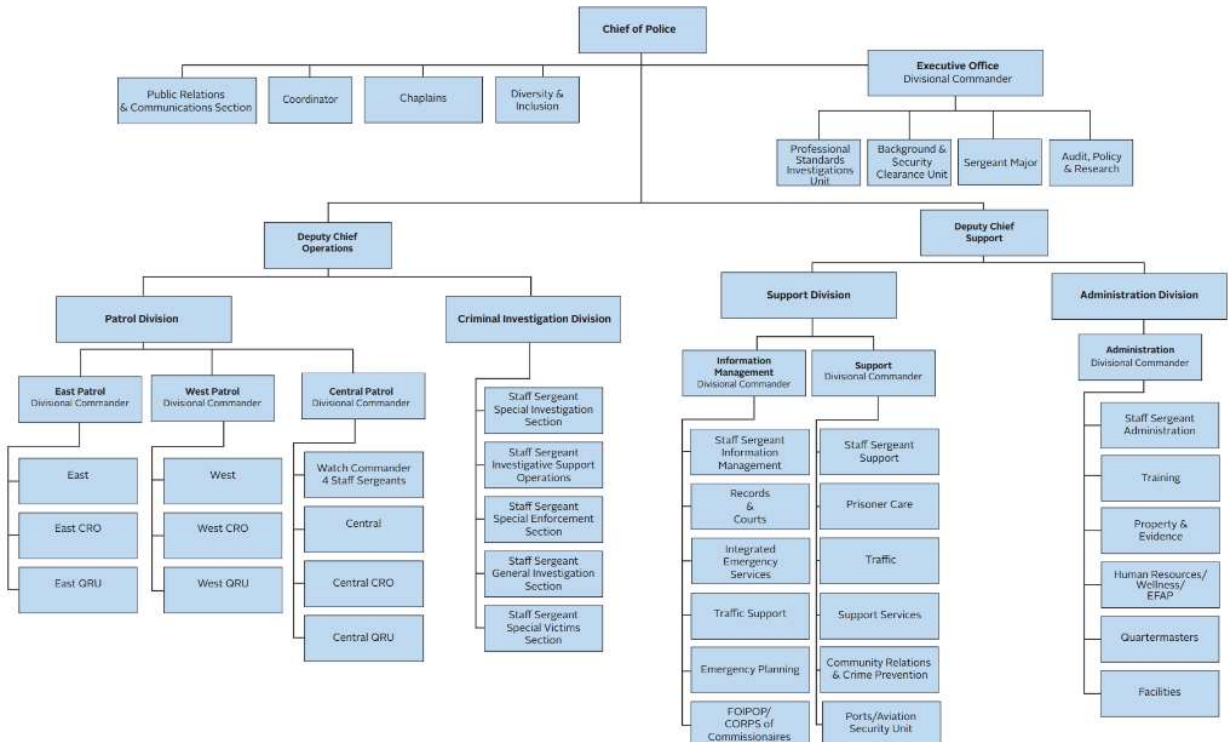 Chief of Police
Executive Office
Divisional Commander
Public Relations
& Communications Section
Coordinator
Chaplains
Diversity &
Inclusion
Professional
Standards
Investigations
Unit
Background &
Security
Clearance Unit
Sergeant Major
Audit, Policy
& Research
Deputy Chief
Operations
Deputy Chief
Support
Patrol Division
Criminal Investigation Division
Support Division
Administration Division
East Patrol
Divisional Commander
West Patrol
Divisional Commander
Central Patrol
Divisional Commander
Information
Management
Divisional Commander
Support
Divisional Commander
Administration
Divisional Commander
East
East CRO
East QRU
West
West CRO
West QRU
Watch Commander
4 Staff Sergeants
Central
Central CRO
Central QRU
Staff Sergeant
Special Investigation
Section
Staff Sergeant
Investigative Support
Operations
Staff Sergeant
Special Enforcement
Section
Staff Sergeant
General Investigation
Section
Staff Sergeant
Special Victims
Section
Staff Sergeant
Information
Management
Records
&
Courts
Integrated
Emergency
Services
Traffic Support
Emergency Planning
FOIPOP/
CORPS of
Commissionaires
Staff Sergeant
Support
Prisoner Care
Traffic
Support Services
Community Relations
& Crime Prevention
Ports/Aviation
Security Unit
Staff Sergeant
Administration
Training
Property &
Evidence
Human Resources/
Wellness/
EFAP
Quartermasters
Facilities